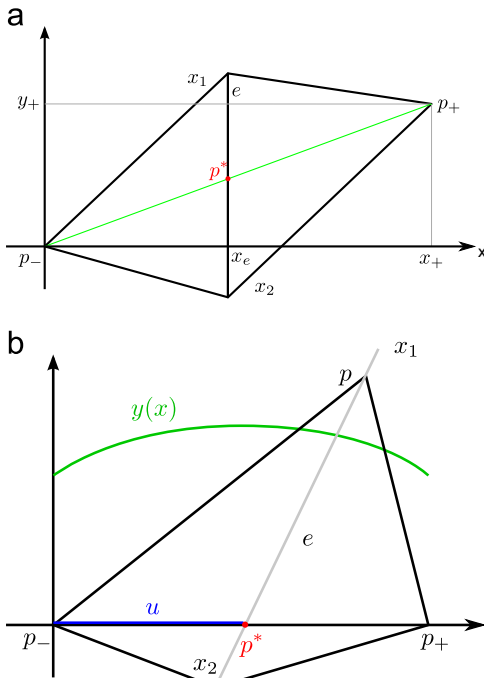 a
x₁
e
y₊
p₊
p*
p₋
xₑ
x₊
x
x₂
b
x₁
p
y(x)
e
u
p₋
p*
p₊
x₂